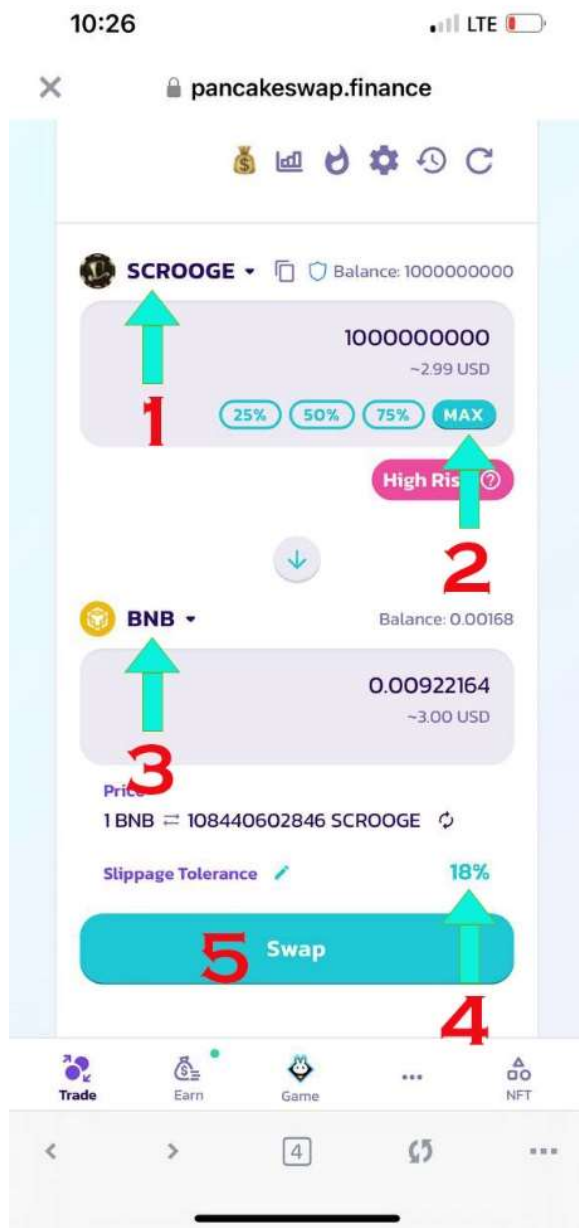 10:26 LTE
pancakeswap.finance
SCROOGE Balance: 1000000000
1000000000
~2.99 USD
1 25% 50% 75% MAX
High Ris
2
BNB Balance: 0.00168
0.00922164
~3.00 USD
3
Price
1 BNB ⇌ 108440602846 SCROOGE
Slippage Tolerance 18%
5 Swap
4
Trade Earn Game ... NFT
4